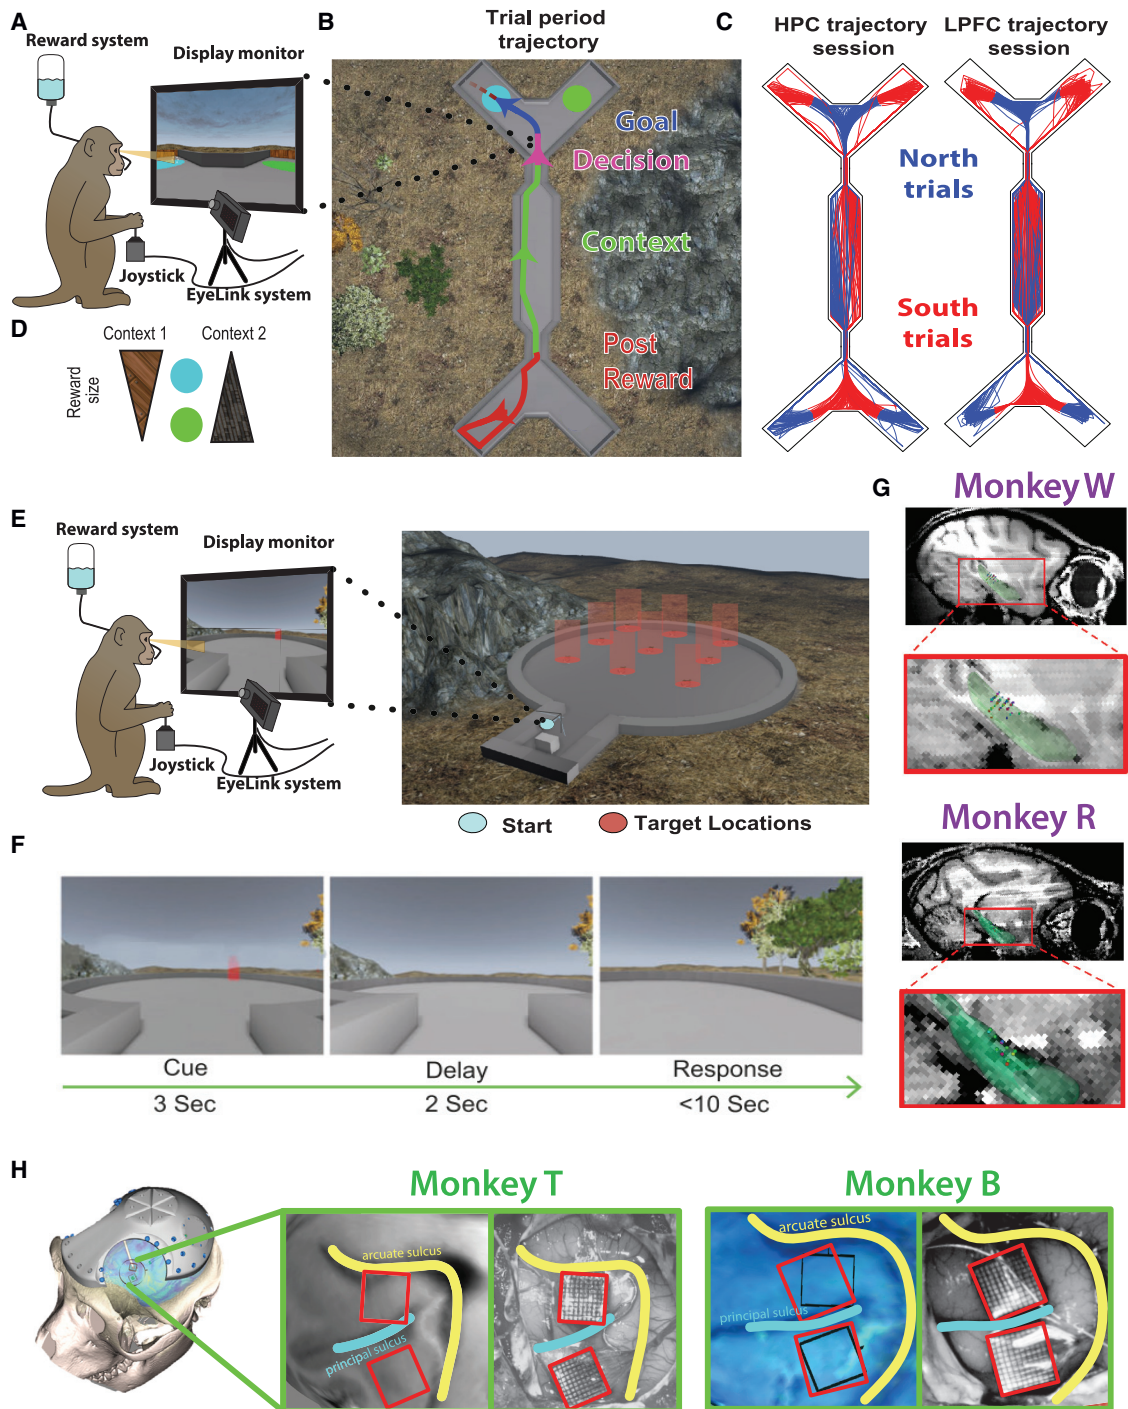 A
Reward system
Display monitor
Joystick
EyeLink system
B
Trial period
trajectory
Goal
Decision
Context
Post
Reward
C
HPC trajectory
session
LPFC trajectory
session
North
trials
South
trials
D
Context 1
Context 2
Reward
size
E
Reward system
Display monitor
Joystick
EyeLink system
Start
Target Locations
F
Cue
Delay
Response
3 Sec
2 Sec
<10 Sec
G
Monkey W
Monkey R
H
Monkey T
arcuate sulcus
principal sulcus
Monkey B
arcuate sulcus
principal sulcus